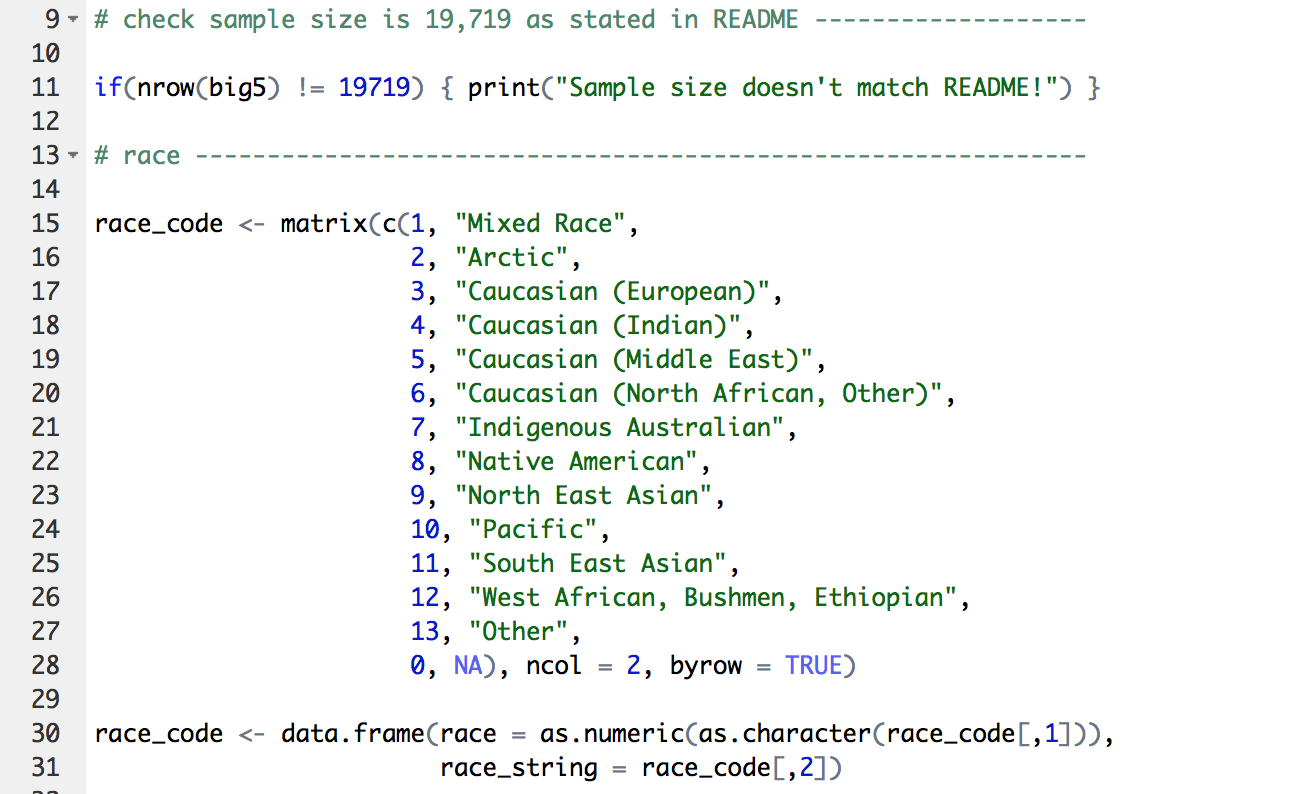 9 # check sample size is 19,719 as stated in README -------------------
10
11 if(nrow(big5) != 19719) { print("Sample size doesn't match README!") }
12
13 # race --------------------------------------------------------------
14
15 race_code <- matrix(c(1, "Mixed Race",
16 2, "Arctic",
17 3, "Caucasian (European)",
18 4, "Caucasian (Indian)",
19 5, "Caucasian (Middle East)",
20 6, "Caucasian (North African, Other)",
21 7, "Indigenous Australian",
22 8, "Native American",
23 9, "North East Asian",
24 10, "Pacific",
25 11, "South East Asian",
26 12, "West African, Bushmen, Ethiopian",
27 13, "Other",
28 0, NA), ncol = 2, byrow = TRUE)
29
30 race_code <- data.frame(race = as.numeric(as.character(race_code[,1])),
31 race_string = race_code[,2])